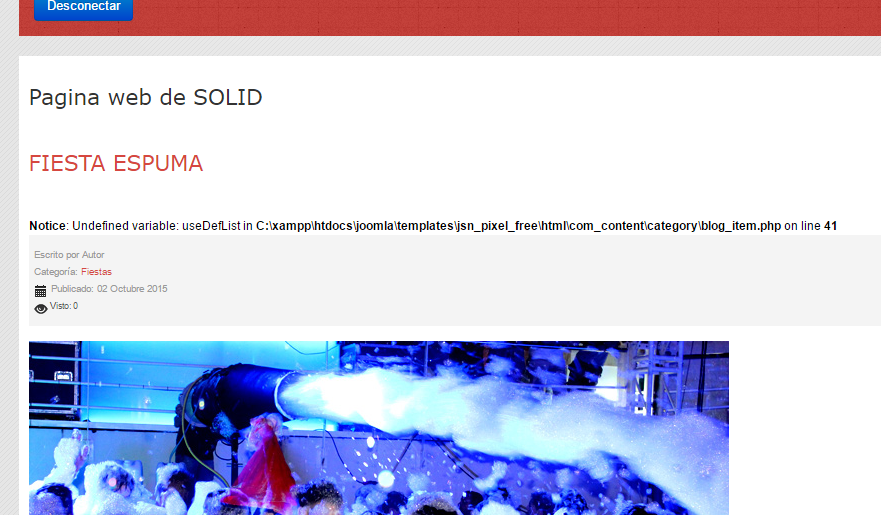 Desconectar
Pagina web de SOLID
FIESTA ESPUMA
Notice: Undefined variable: useDefList in C:\xampp\htdocs\joomla\templates\jsn_pixel_free\html\com_content\category\blog_item.php on line 41
Escrito por Autor
Categoría: Fiestas
Publicado: 02 Octubre 2015
Visto: 0